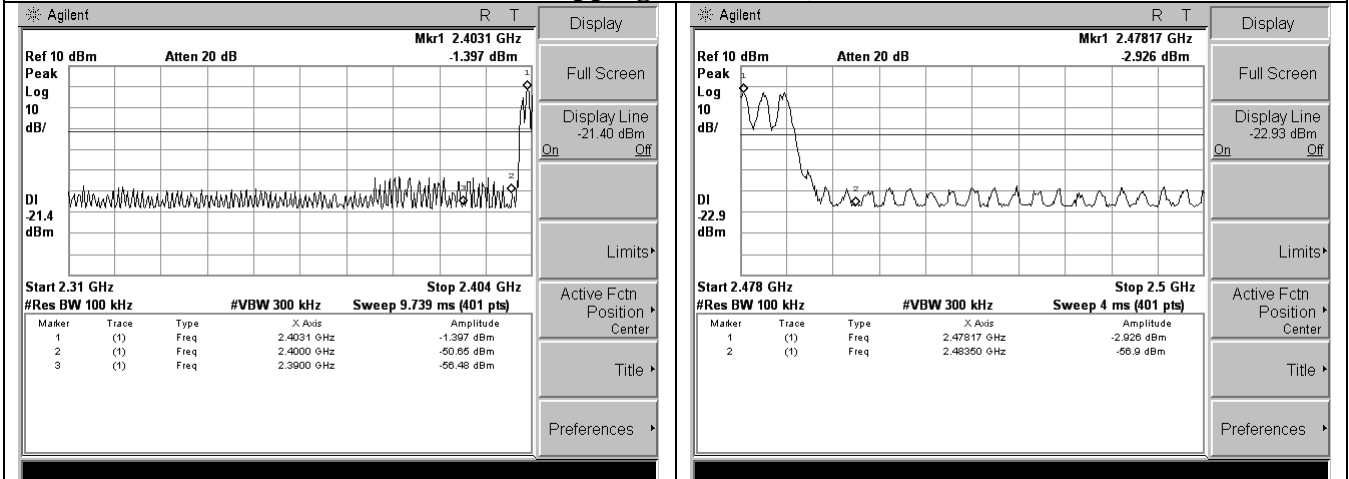 Agilent R T
Mkr1 2.4031 GHz
Ref 10 dBm Atten 20 dB -1.397 dBm
Peak
Log
10
dB/
1
2
3
DI
-21.4
dBm
Start 2.31 GHz Stop 2.404 GHz
#Res BW 100 kHz #VBW 300 kHz Sweep 9.739 ms (401 pts)
Marker Trace Type X Axis Amplitude
1 (1) Freq 2.4031 GHz -1.397 dBm
2 (1) Freq 2.4000 GHz -50.65 dBm
3 (1) Freq 2.3900 GHz -56.48 dBm
Display
Full Screen
Display Line
-21.40 dBm
On Off
Limits
Active Fctn
Position
Center
Title
Preferences
Agilent R T
Mkr1 2.47817 GHz
Ref 10 dBm Atten 20 dB -2.926 dBm
Peak
Log
10
dB/
1
2
DI
-22.9
dBm
Start 2.478 GHz Stop 2.5 GHz
#Res BW 100 kHz #VBW 300 kHz Sweep 4 ms (401 pts)
Marker Trace Type X Axis Amplitude
1 (1) Freq 2.47817 GHz -2.926 dBm
2 (1) Freq 2.48350 GHz -56.9 dBm
Display
Full Screen
Display Line
-22.93 dBm
On Off
Limits
Active Fctn
Position
Center
Title
Preferences